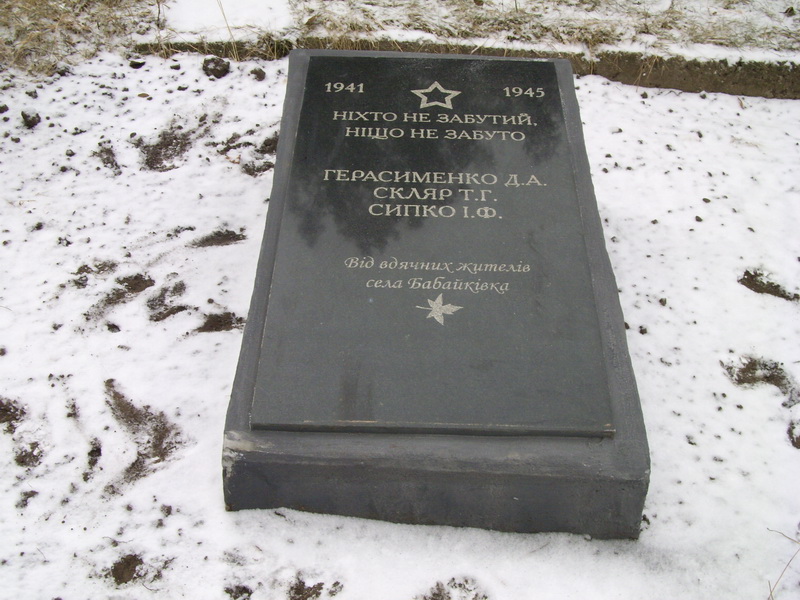 1941 1945
НІХТО НЕ ЗАБУТИЙ,
НІЩО НЕ ЗАБУТО
ГЕРАСИМЕНКО Д.А.
СКЛЯР Т.Г.
СИПКО І.Ф.
Від вдячних жителів
села Бабайківка